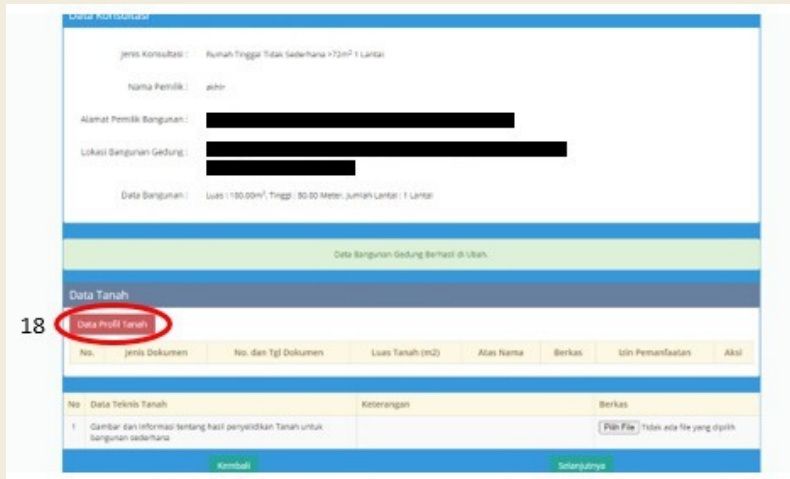 Data Konsultasi
Jenis Konsultasi : Rumah Tinggal Tidak Sederhana >72m² 1 Lantai
Nama Pemilik : akhir
Alamat Pemilik Bangunan :
Lokasi Bangunan Gedung :
Data Bangunan : Luas : 100.00m², Tinggi : 50.00 Meter, Jumlah Lantai : 1 Lantai
Data Bangunan Gedung Berhasil di Ubah.
Data Tanah
18 Data Profil Tanah
No. Jenis Dokumen No. dan Tgl Dokumen Luas Tanah (m2) Atas Nama Berkas Izin Pemanfaatan Aksi
No Data Teknis Tanah Keterangan Berkas
1 Gambar dan informasi tentang hasil penyelidikan Tanah untuk Pilih File Tidak ada file yang dipilih
bangunan sederhana
Kembali Selanjutnya